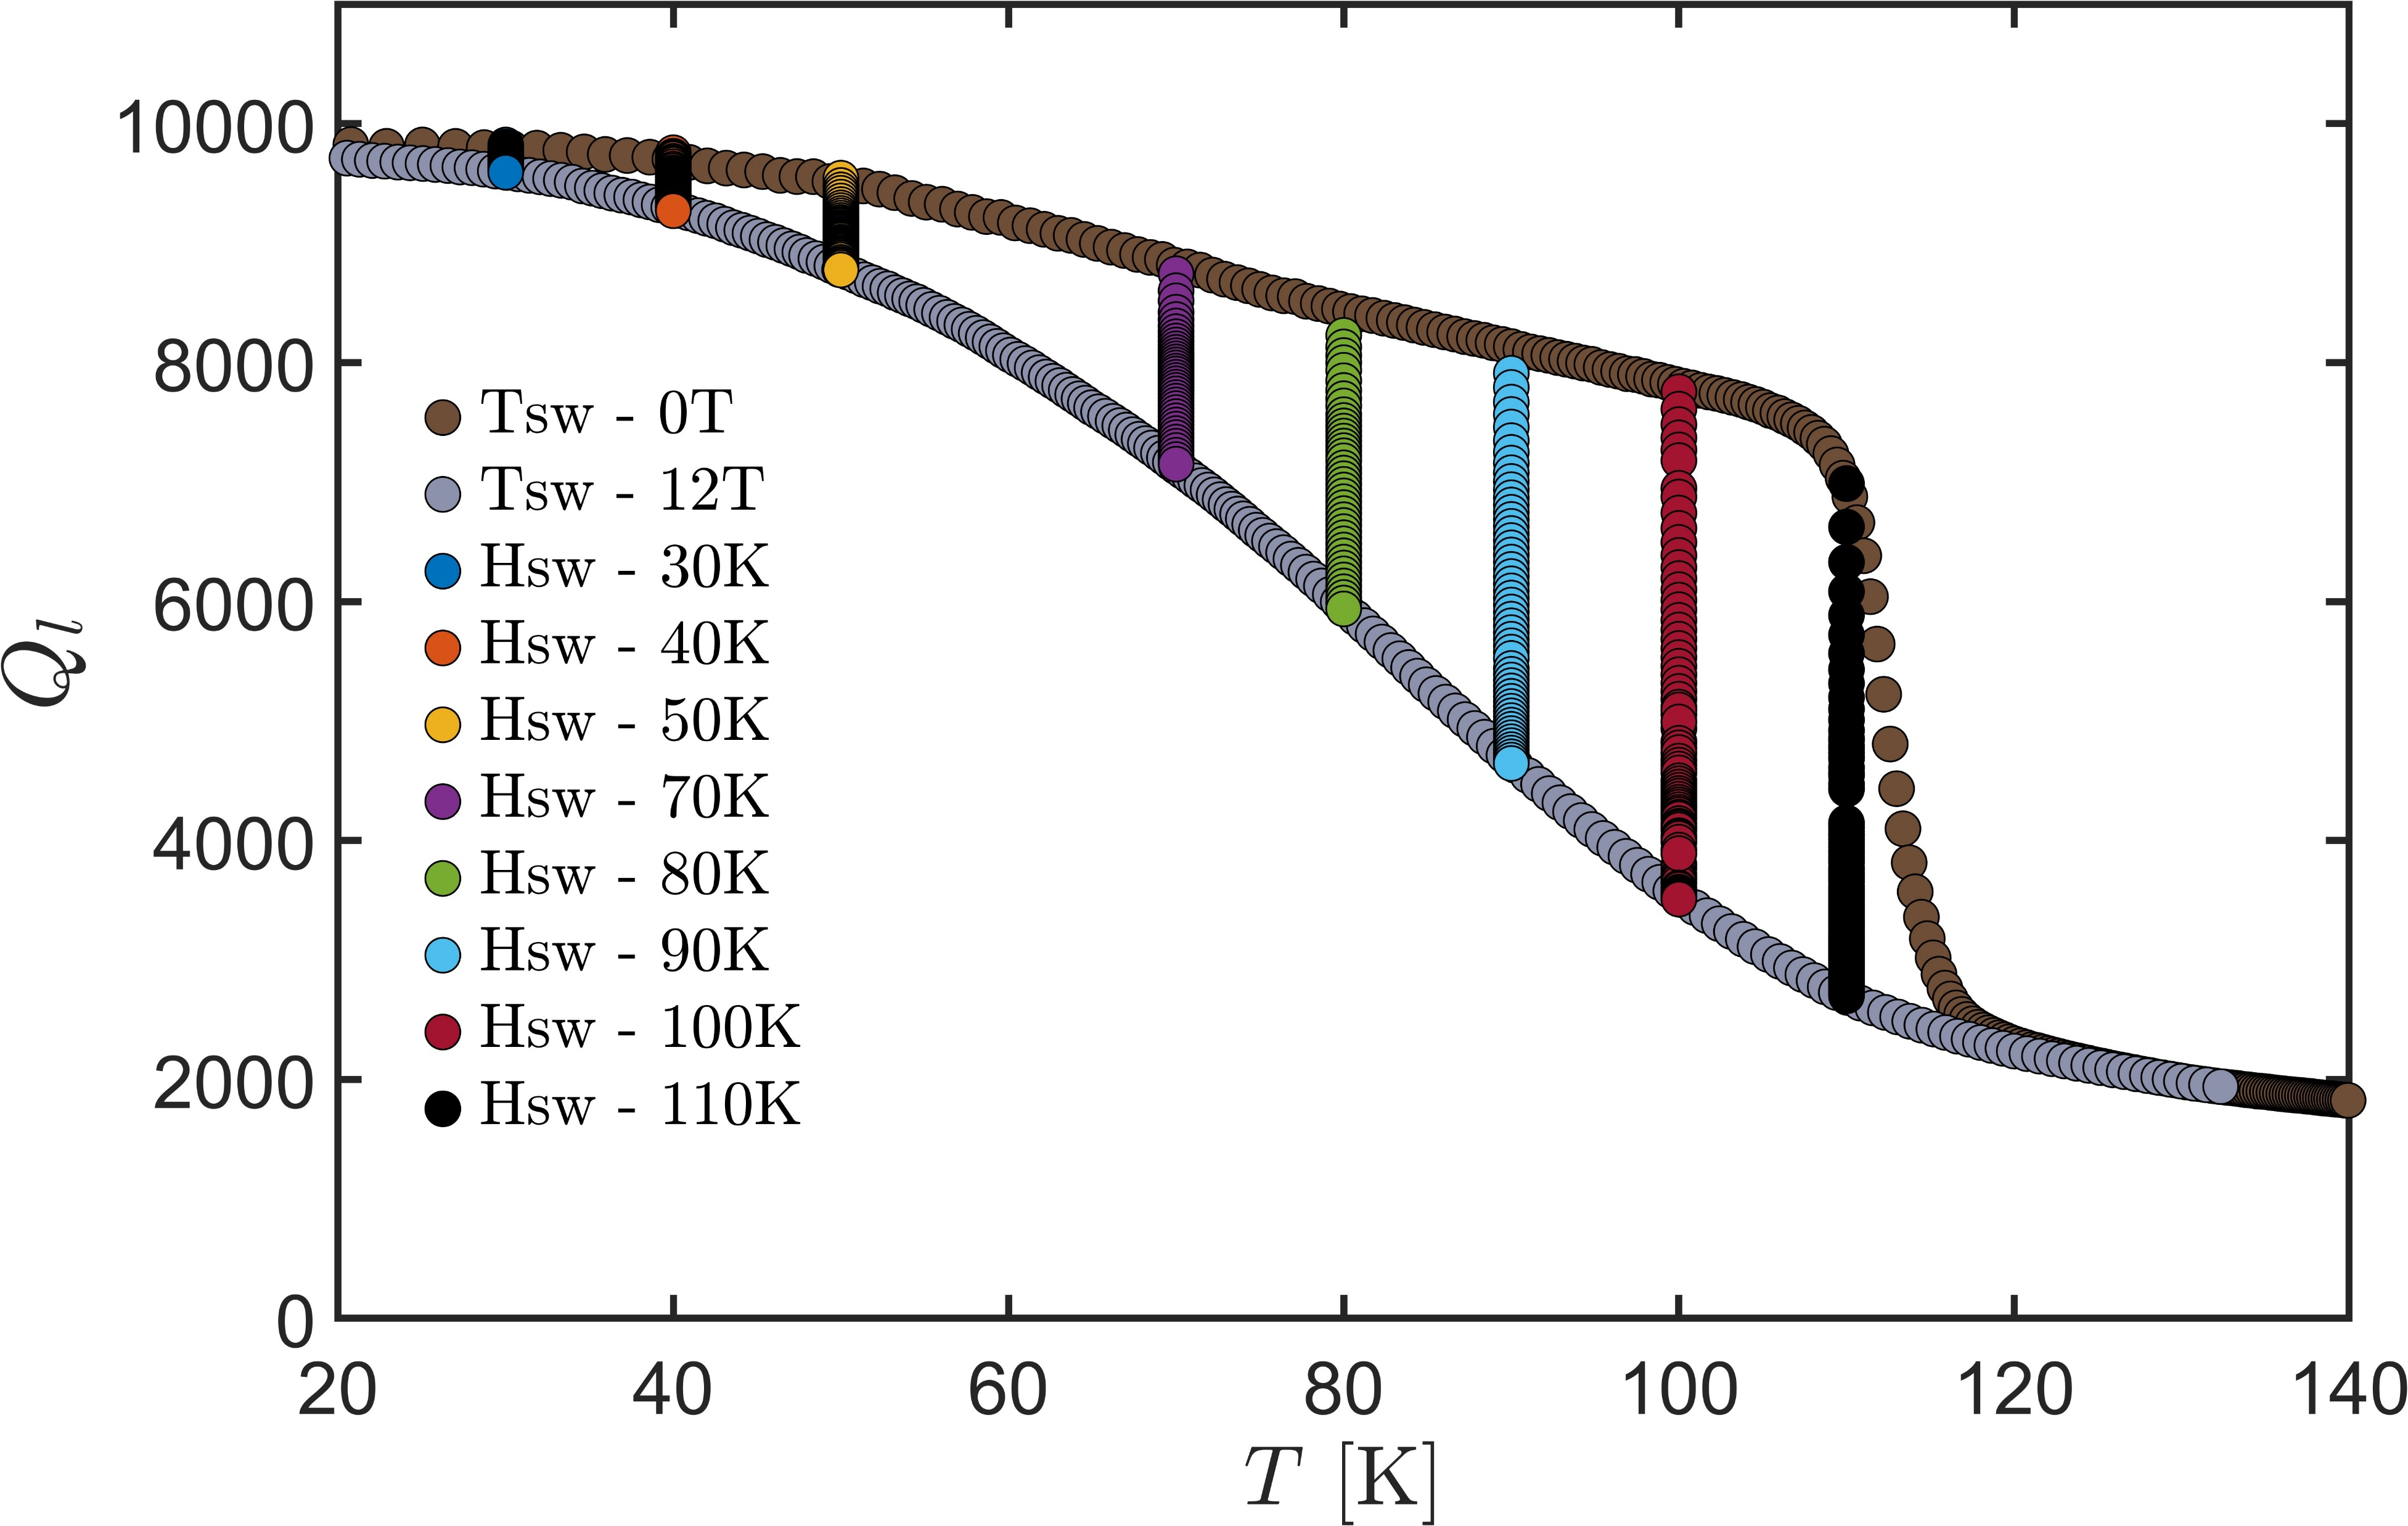 10000
8000
6000
4000
2000
0
Q_l
Tsw - 0T
Tsw - 12T
Hsw - 30K
Hsw - 40K
Hsw - 50K
Hsw - 70K
Hsw - 80K
Hsw - 90K
Hsw - 100K
Hsw - 110K
20 40 60 80 100 120 140
T [K]